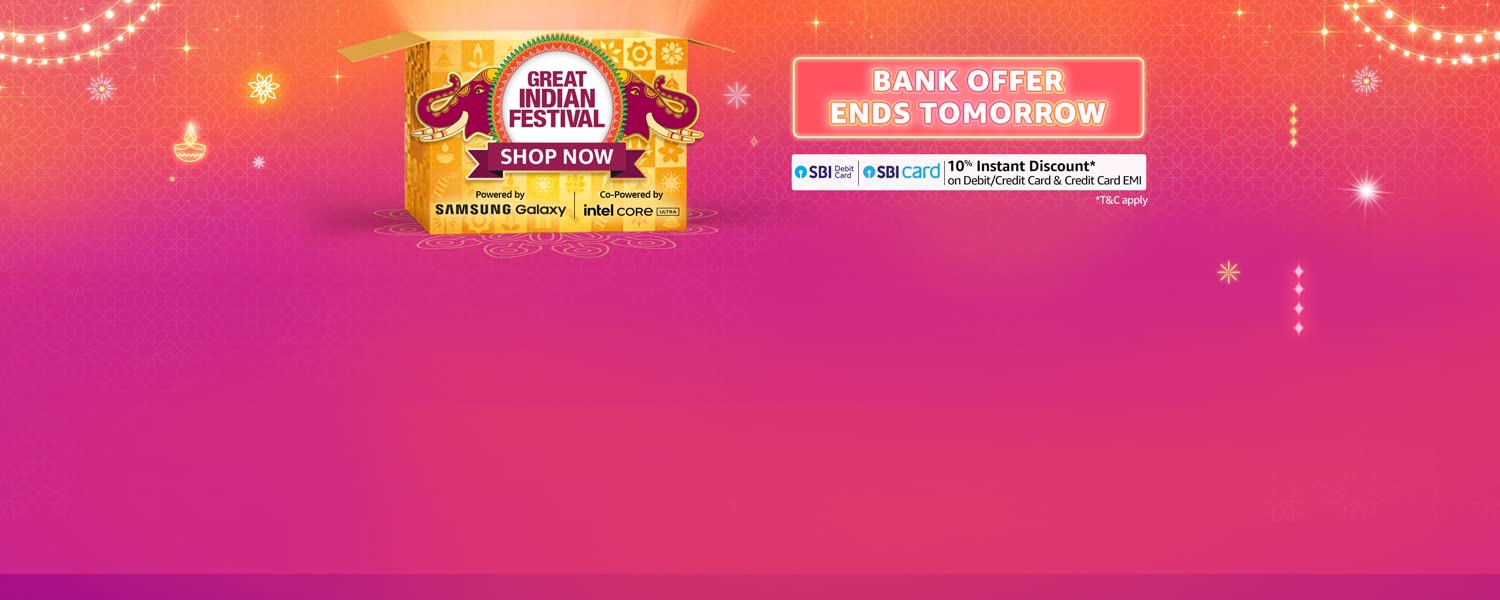 GREAT
INDIAN
FESTIVAL
SHOP NOW
Powered by
SAMSUNG Galaxy
Co-Powered by
intel CORE ULTRA
BANK OFFER
ENDS TOMORROW
SBI Debit Card
SBI card
10% Instant Discount*
on Debit/Credit Card & Credit Card EMI
*T&C apply